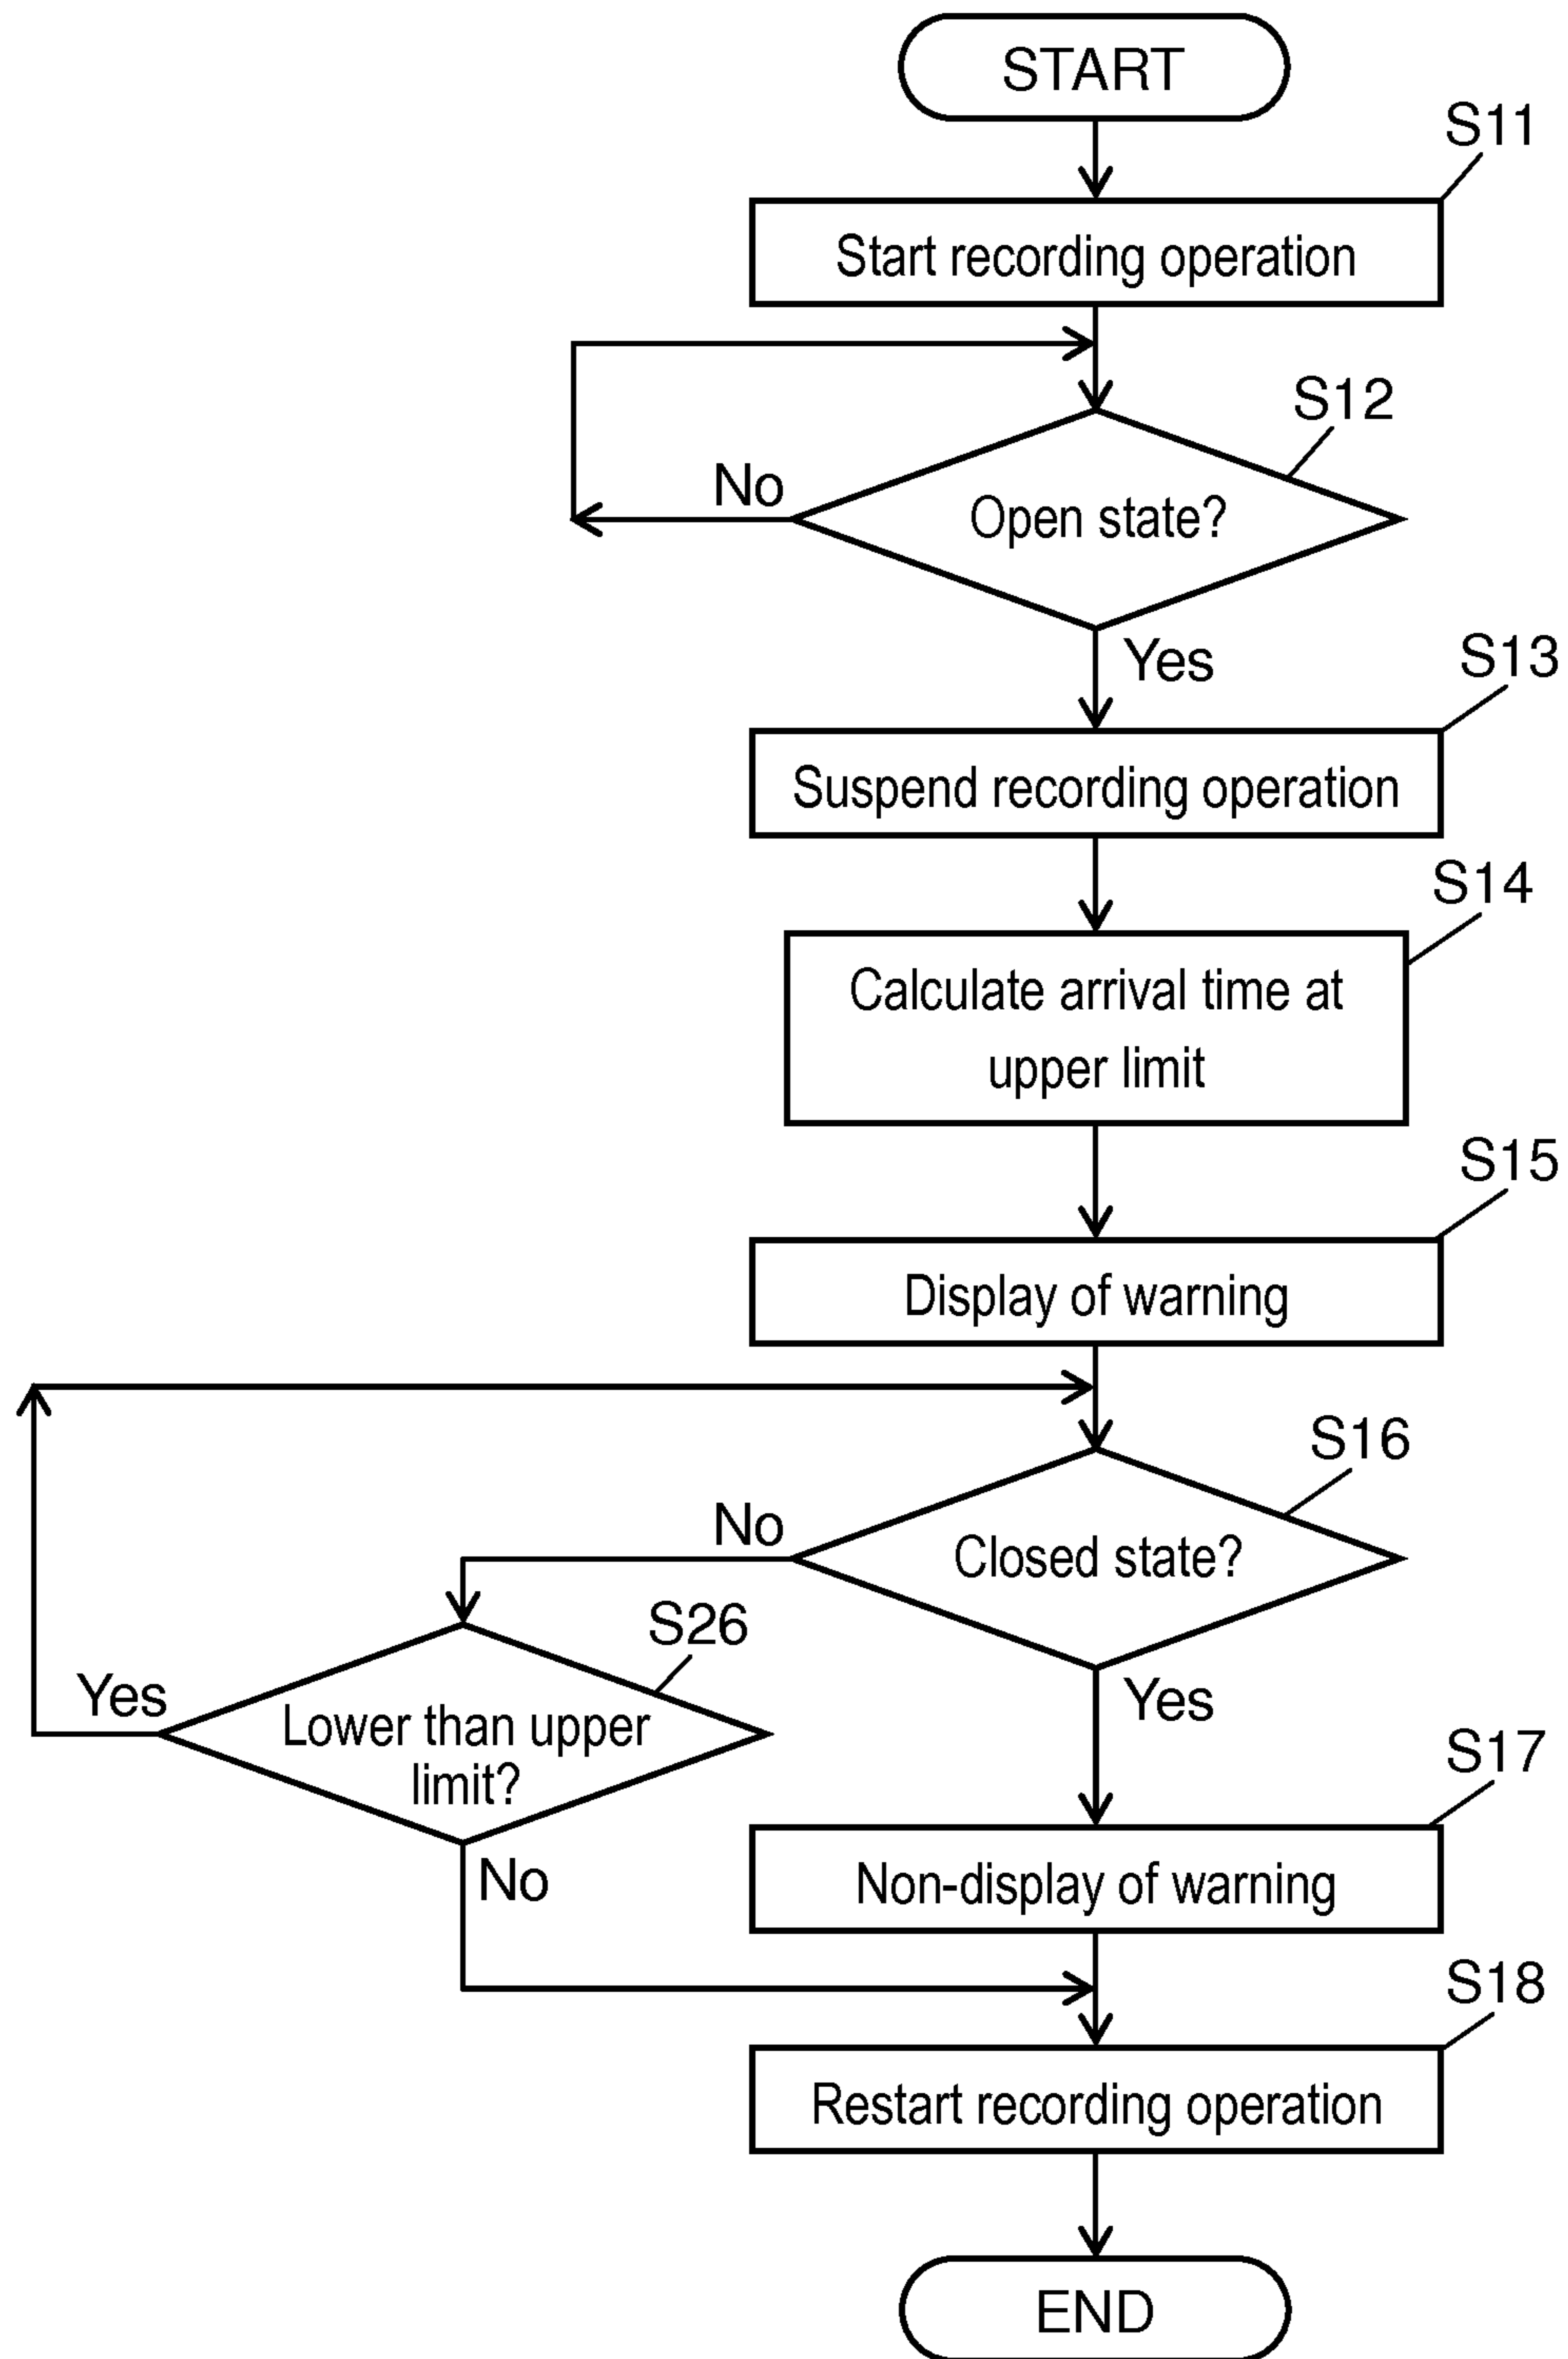 START
S11
Start recording operation
S12
No
Open state?
Yes
S13
Suspend recording operation
S14
Calculate arrival time at
upper limit
S15
Display of warning
S16
No
Closed state?
S26
Yes
Yes
Lower than upper
limit?
S17
No
Non-display of warning
S18
Restart recording operation
END